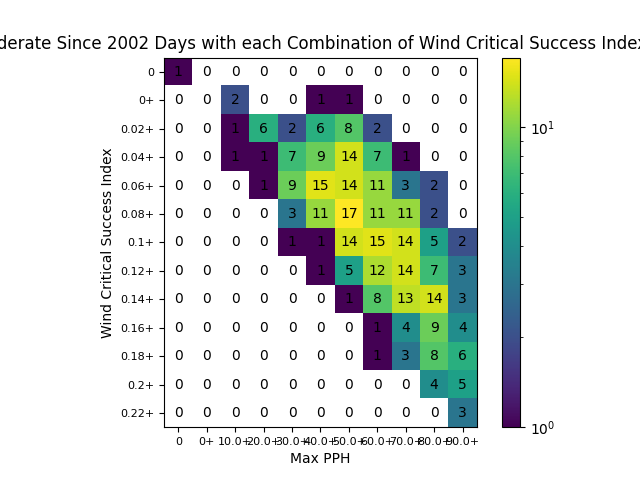 derate Since 2002 Days with each Combination of Wind Critical Success Index
0 1 0 0 0 0 0 0 0 0 0 0
0+ 0 0 2 0 0 1 1 0 0 0 0
0.02+ 0 0 1 6 2 6 8 2 0 0 0
0.04+ 0 0 1 1 7 9 14 7 1 0 0
0.06+ 0 0 0 1 9 15 14 11 3 2 0
0.08+ 0 0 0 0 3 11 17 11 11 2 0
0.1+ 0 0 0 0 1 1 14 15 14 5 2
0.12+ 0 0 0 0 0 1 5 12 14 7 3
0.14+ 0 0 0 0 0 0 1 8 13 14 3
0.16+ 0 0 0 0 0 0 0 1 4 9 4
0.18+ 0 0 0 0 0 0 0 1 3 8 6
0.2+ 0 0 0 0 0 0 0 0 0 4 5
0.22+ 0 0 0 0 0 0 0 0 0 0 3
0 0+ 10.0+ 20.0+ 30.0+ 40.0+ 50.0+ 60.0+ 70.0+ 80.0+ 90.0+
Max PPH
Wind Critical Success Index
10¹
10⁰